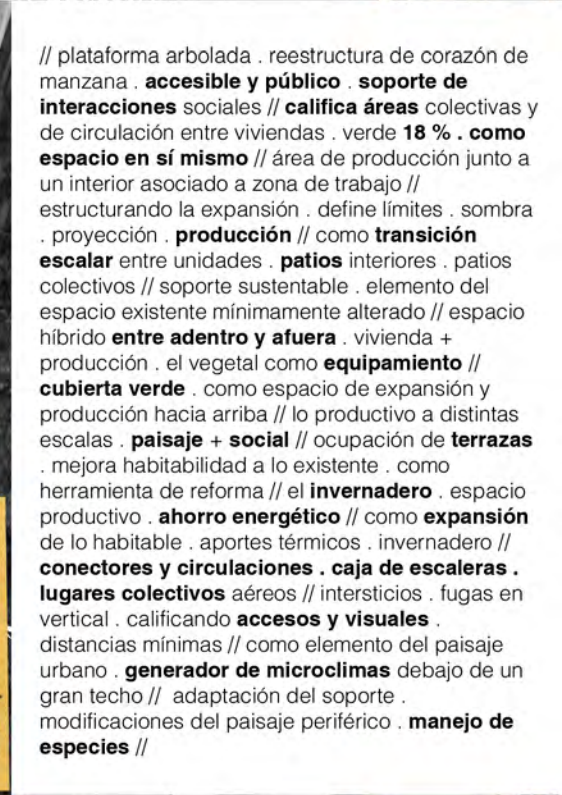 // plataforma arbolada . reestructura de corazón de
manzana . accesible y público . soporte de
interacciones sociales // califica áreas colectivas y
de circulación entre viviendas . verde 18 % . como
espacio en sí mismo // área de producción junto a
un interior asociado a zona de trabajo //
estructurando la expansión . define límites . sombra
. proyección . producción // como transición
escalar entre unidades . patios interiores . patios
colectivos // soporte sustentable . elemento del
espacio existente mínimamente alterado // espacio
híbrido entre adentro y afuera . vivienda +
producción . el vegetal como equipamiento //
cubierta verde . como espacio de expansión y
producción hacia arriba // lo productivo a distintas
escalas . paisaje + social // ocupación de terrazas
. mejora habitabilidad a lo existente . como
herramienta de reforma // el invernadero . espacio
productivo . ahorro energético // como expansión
de lo habitable . aportes térmicos . invernadero //
conectores y circulaciones . caja de escaleras .
lugares colectivos aéreos // intersticios . fugas en
vertical . calificando accesos y visuales .
distancias mínimas // como elemento del paisaje
urbano . generador de microclimas debajo de un
gran techo // adaptación del soporte .
modificaciones del paisaje periférico . manejo de
especies //